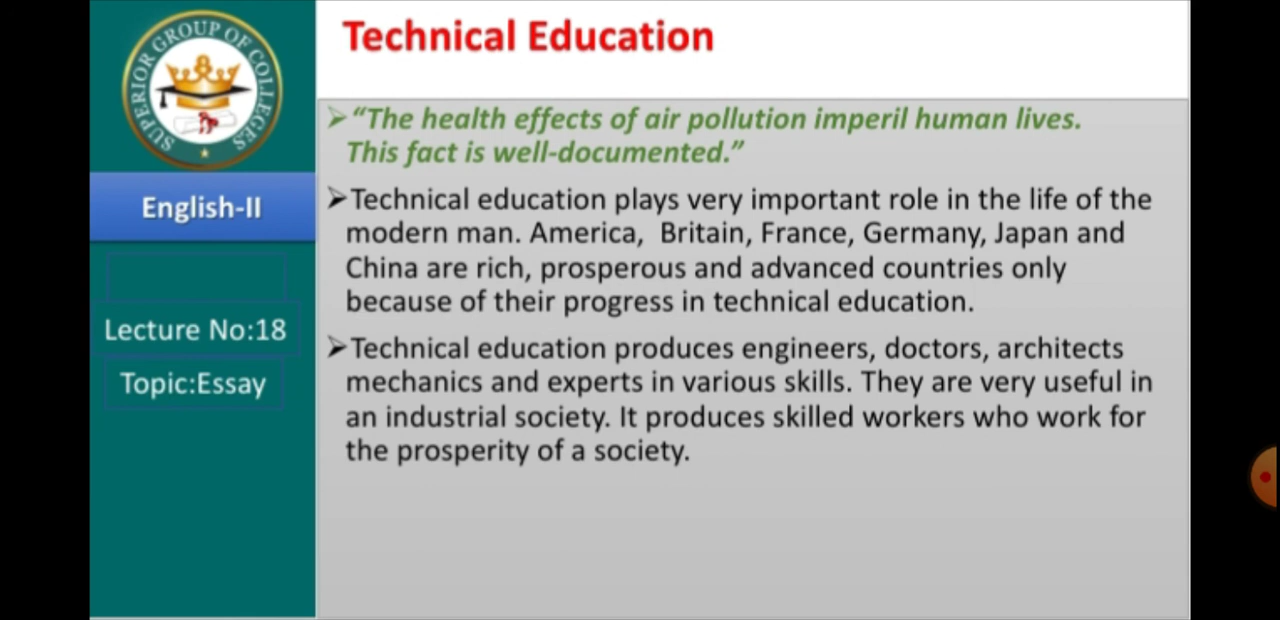 SUPERIOR GROUP OF COLLEGES
English-II
Lecture No:18
Topic:Essay
Technical Education
➢“The health effects of air pollution imperil human lives.
This fact is well-documented.”
➢Technical education plays very important role in the life of the
modern man. America, Britain, France, Germany, Japan and
China are rich, prosperous and advanced countries only
because of their progress in technical education.
➢Technical education produces engineers, doctors, architects
mechanics and experts in various skills. They are very useful in
an industrial society. It produces skilled workers who work for
the prosperity of a society.